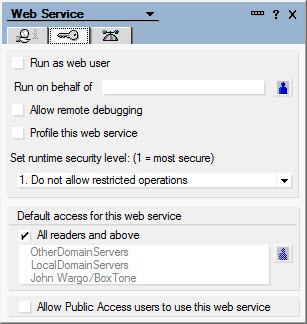 Web Service
Run as web user
Run on behalf of
Allow remote debugging
Profile this web service
Set runtime security level: (1 = most secure)
1. Do not allow restricted operations
Default access for this web service
All readers and above
OtherDomainServers
LocalDomainServers
John Wargo/BoxTone
Allow Public Access users to use this web service